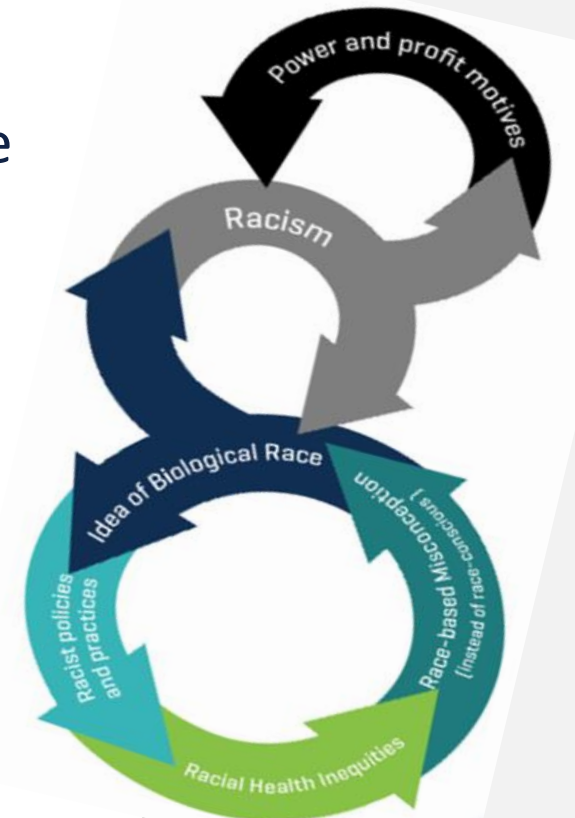 e
Power and profit motives
Racism
Idea of Biological Race
Race-based Misconception
[instead of race-conscious]
Racist policies
and practices
Racial Health Inequities